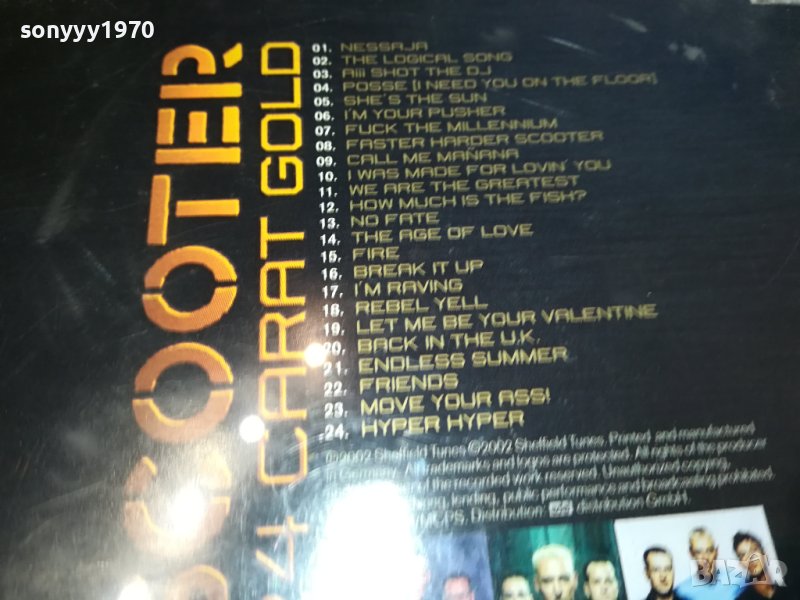 sonyyy1970
SCOOTER
24 CARAT GOLD
01. NESSAJA
02. THE LOGICAL SONG
03. Aiii SHOT THE DJ
04. POSSE (I NEED YOU ON THE FLOOR)
05. SHE'S THE SUN
06. I'M YOUR PUSHER
07. FUCK THE MILLENNIUM
08. FASTER HARDER SCOOTER
09. CALL ME MAÑANA
10. I WAS MADE FOR LOVIN' YOU
11. WE ARE THE GREATEST
12. HOW MUCH IS THE FISH?
13. NO FATE
14. THE AGE OF LOVE
15. FIRE
16. BREAK IT UP
17. I'M RAVING
18. REBEL YELL
19. LET ME BE YOUR VALENTINE
20. BACK IN THE U.K.
21. ENDLESS SUMMER
22. FRIENDS
23. MOVE YOUR ASS!
24. HYPER HYPER
℗2002 Sheffield Tunes. ©2002 Sheffield Tunes. Printed and manufactured
in Germany. All trademarks and logos are protected. All rights of the producer
of the recorded work reserved. Unauthorized copying,
lending, public performance and broadcasting prohibited.
MCPS. Distribution: distribution GmbH.
BAZAR